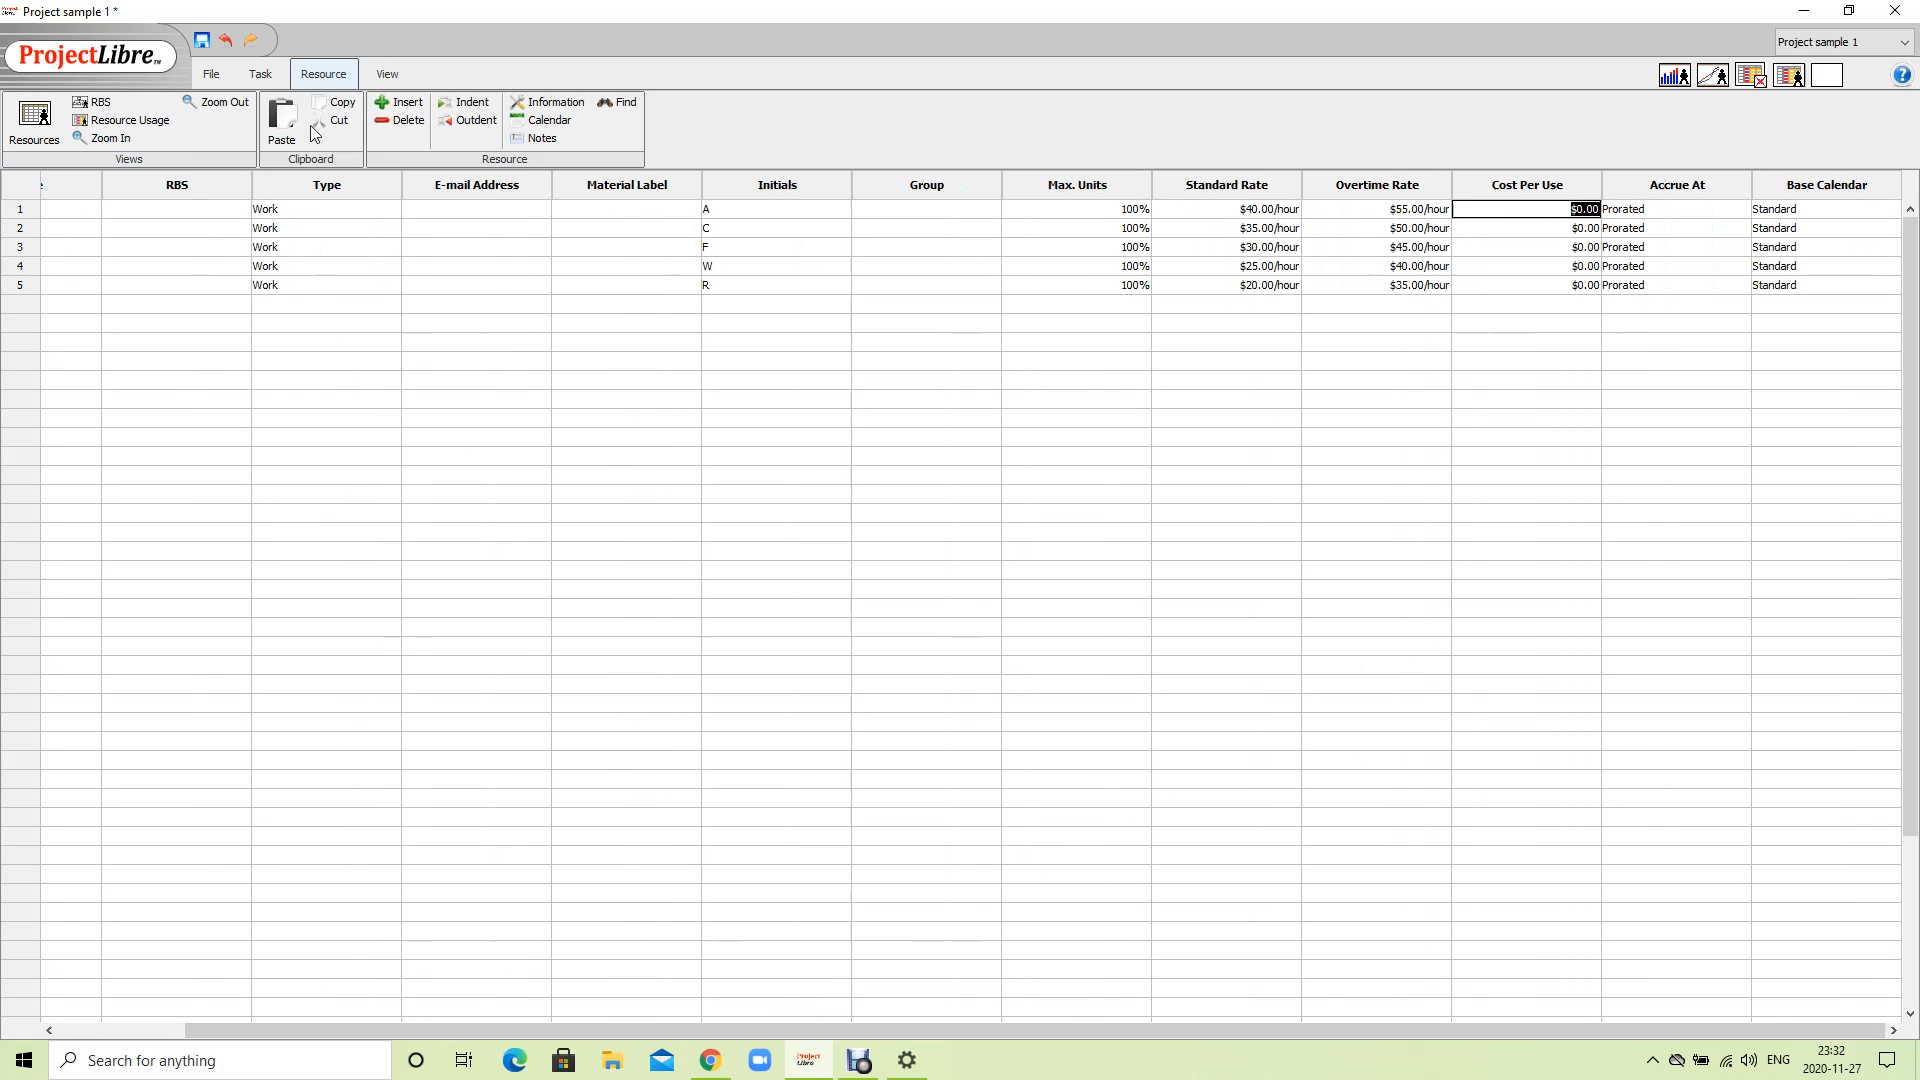 Project sample 1 *
ProjectLibre
Project sample 1
File Task Resource View
Resources
RBS
Resource Usage
Zoom In
Zoom Out
Views
Paste
Copy
Cut
Clipboard
Insert
Delete
Indent
Outdent
Information
Calendar
Notes
Find
Resource
RBS Type E-mail Address Material Label Initials Group Max. Units Standard Rate Overtime Rate Cost Per Use Accrue At Base Calendar
1 Work A 100% $40.00/hour $55.00/hour $0.00 Prorated Standard
2 Work C 100% $35.00/hour $50.00/hour $0.00 Prorated Standard
3 Work F 100% $30.00/hour $45.00/hour $0.00 Prorated Standard
4 Work W 100% $25.00/hour $40.00/hour $0.00 Prorated Standard
5 Work R 100% $20.00/hour $35.00/hour $0.00 Prorated Standard
Search for anything
Project Libre
ENG
23:32
2020-11-27